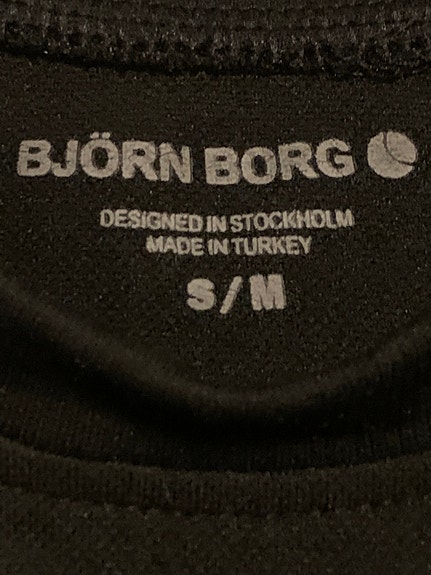 BJÖRN BORG
DESIGNED IN STOCKHOLM
MADE IN TURKEY
S/M